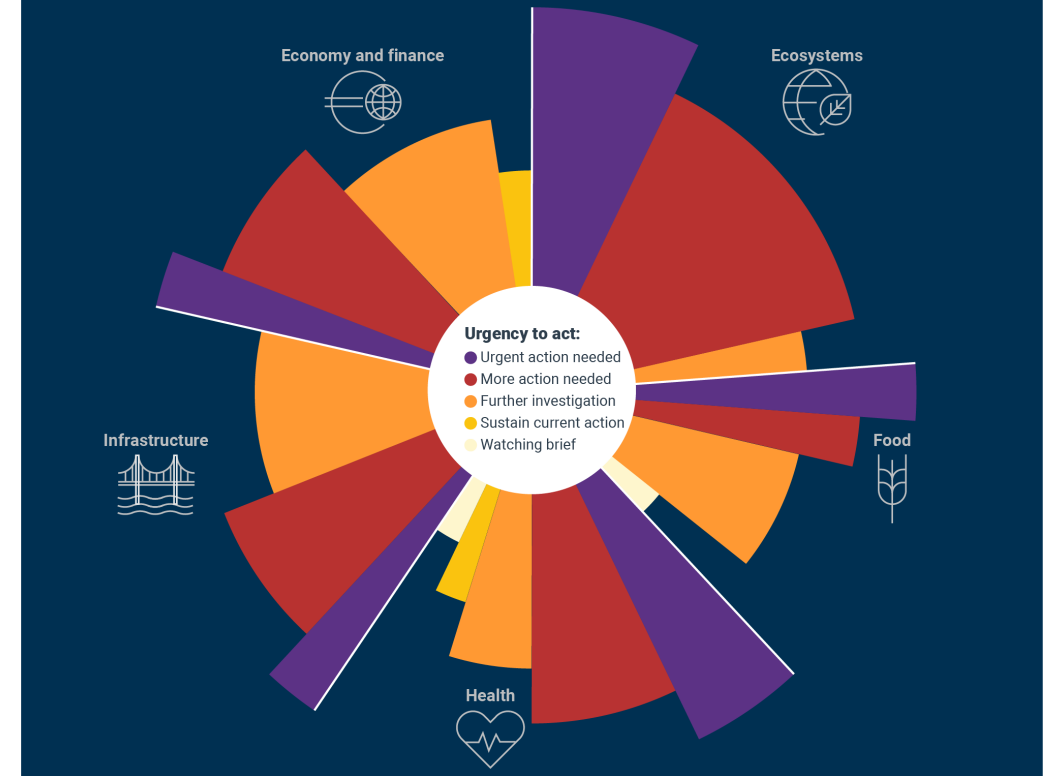 Economy and finance
Ecosystems
Urgency to act:
Urgent action needed
More action needed
Further investigation
Sustain current action
Watching brief
Infrastructure
Food
Health